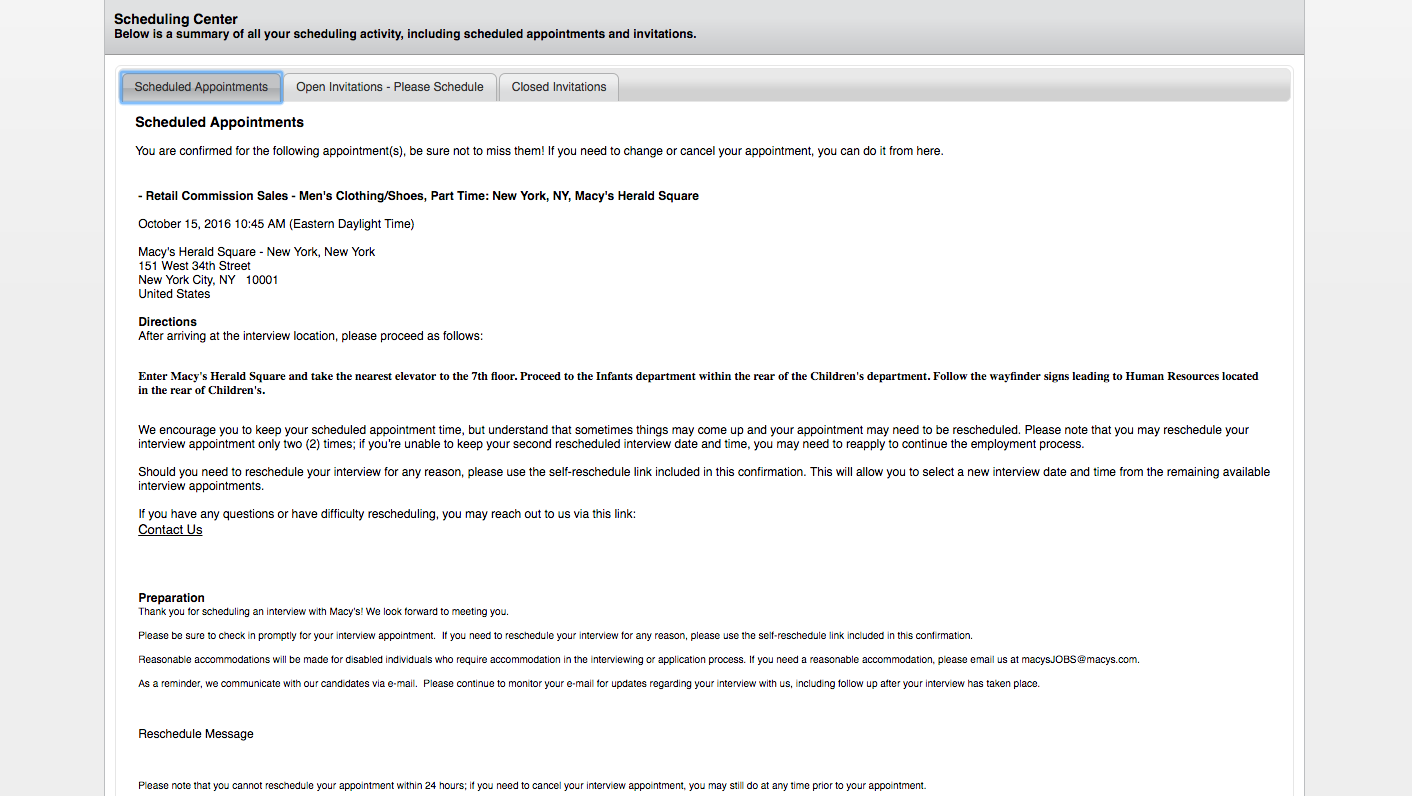 Scheduling Center
Below is a summary of all your scheduling activity, including scheduled appointments and invitations.
Scheduled Appointments
Open Invitations - Please Schedule
Closed Invitations
Scheduled Appointments
You are confirmed for the following appointment(s), be sure not to miss them! If you need to change or cancel your appointment, you can do it from here.
- Retail Commission Sales - Men's Clothing/Shoes, Part Time: New York, NY, Macy's Herald Square
October 15, 2016 10:45 AM (Eastern Daylight Time)
Macy's Herald Square - New York, New York
151 West 34th Street
New York City, NY 10001
United States
Directions
After arriving at the interview location, please proceed as follows:
Enter Macy's Herald Square and take the nearest elevator to the 7th floor. Proceed to the Infants department within the rear of the Children's department. Follow the wayfinder signs leading to Human Resources located
in the rear of Children's.
We encourage you to keep your scheduled appointment time, but understand that sometimes things may come up and your appointment may need to be rescheduled. Please note that you may reschedule your
interview appointment only two (2) times; if you're unable to keep your second rescheduled interview date and time, you may need to reapply to continue the employment process.
Should you need to reschedule your interview for any reason, please use the self-reschedule link included in this confirmation. This will allow you to select a new interview date and time from the remaining available
interview appointments.
If you have any questions or have difficulty rescheduling, you may reach out to us via this link:
Contact Us
Preparation
Thank you for scheduling an interview with Macy's! We look forward to meeting you.
Please be sure to check in promptly for your interview appointment. If you need to reschedule your interview for any reason, please use the self-reschedule link included in this confirmation.
Reasonable accommodations will be made for disabled individuals who require accommodation in the interviewing or application process. If you need a reasonable accommodation, please email us at macysJOBS@macys.com.
As a reminder, we communicate with our candidates via e-mail. Please continue to monitor your e-mail for updates regarding your interview with us, including follow up after your interview has taken place.
Reschedule Message
Please note that you cannot reschedule your appointment within 24 hours; if you need to cancel your interview appointment, you may still do at any time prior to your appointment.